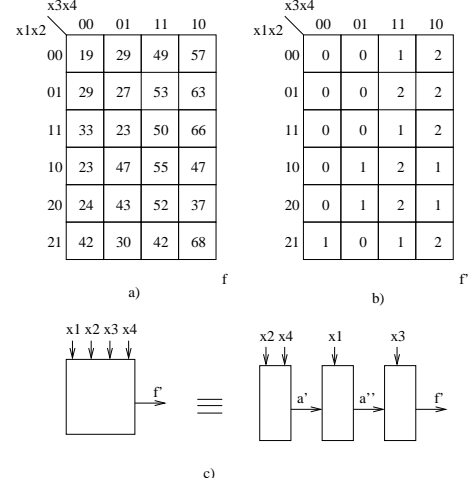 x3x4 x3x4
x1x2 00 01 11 10 x1x2 00 01 11 10
00 19 29 49 57 00 0 0 1 2
01 29 27 53 63 01 0 0 2 2
11 33 23 50 66 11 0 0 1 2
10 23 47 55 47 10 0 1 2 1
20 24 43 52 37 20 0 1 2 1
21 42 30 42 68 21 1 0 1 2
f f'
a) b)
x1 x2 x3 x4 x2 x4 x1 x3
f' a' a'' f'
c)